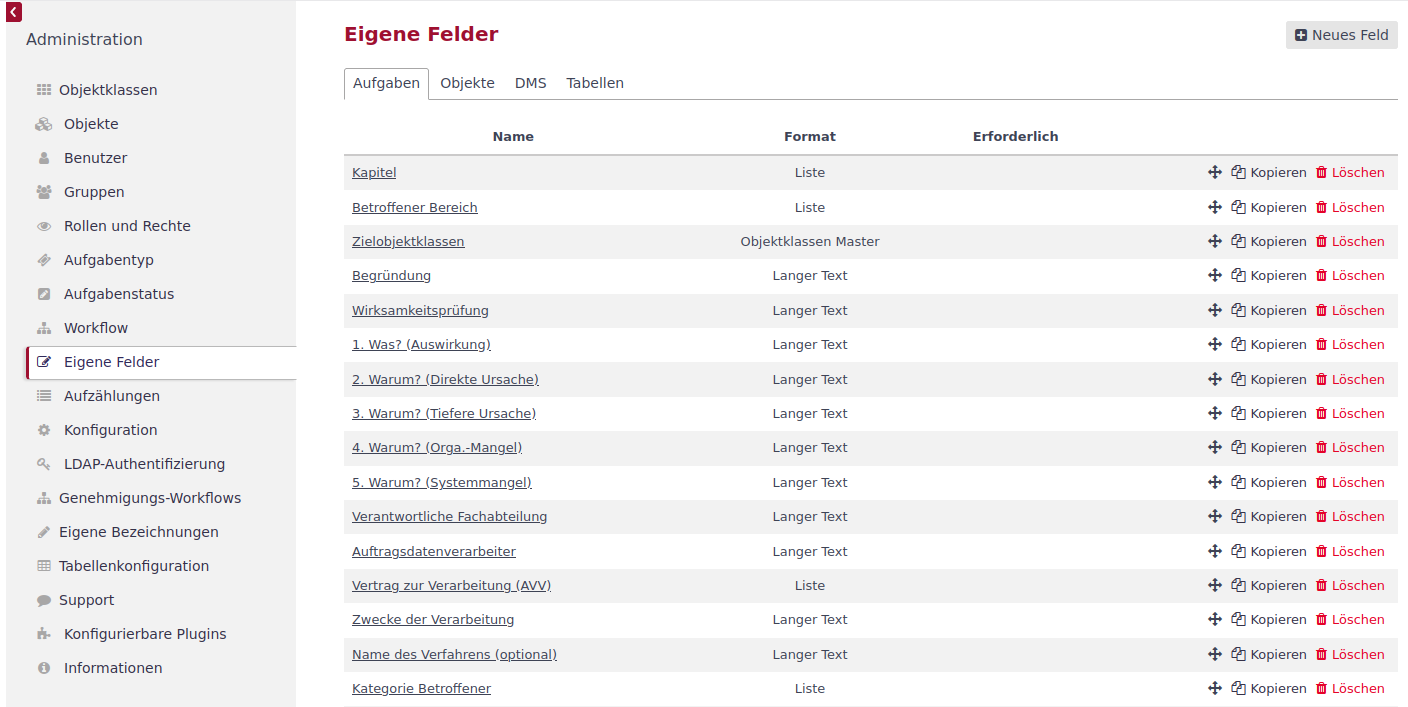 Administration
Objektklassen
Objekte
Benutzer
Gruppen
Rollen und Rechte
Aufgabentyp
Aufgabenstatus
Workflow
Eigene Felder
Aufzählungen
Konfiguration
LDAP-Authentifizierung
Genehmigungs-Workflows
Eigene Bezeichnungen
Tabellenkonfiguration
Support
Konfigurierbare Plugins
Informationen
Eigene Felder
Neues Feld
Aufgaben Objekte DMS Tabellen
Name Format Erforderlich
Kapitel Liste Kopieren Löschen
Betroffener Bereich Liste Kopieren Löschen
Zielobjektklassen Objektklassen Master Kopieren Löschen
Begründung Langer Text Kopieren Löschen
Wirksamkeitsprüfung Langer Text Kopieren Löschen
1. Was? (Auswirkung) Langer Text Kopieren Löschen
2. Warum? (Direkte Ursache) Langer Text Kopieren Löschen
3. Warum? (Tiefere Ursache) Langer Text Kopieren Löschen
4. Warum? (Orga.-Mangel) Langer Text Kopieren Löschen
5. Warum? (Systemmangel) Langer Text Kopieren Löschen
Verantwortliche Fachabteilung Langer Text Kopieren Löschen
Auftragsdatenverarbeiter Langer Text Kopieren Löschen
Vertrag zur Verarbeitung (AVV) Liste Kopieren Löschen
Zwecke der Verarbeitung Langer Text Kopieren Löschen
Name des Verfahrens (optional) Langer Text Kopieren Löschen
Kategorie Betroffener Liste Kopieren Löschen